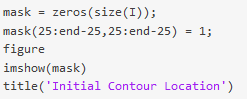 mask = zeros(size(I));
mask(25:end-25,25:end-25) = 1;
figure
imshow(mask)
title('Initial Contour Location')